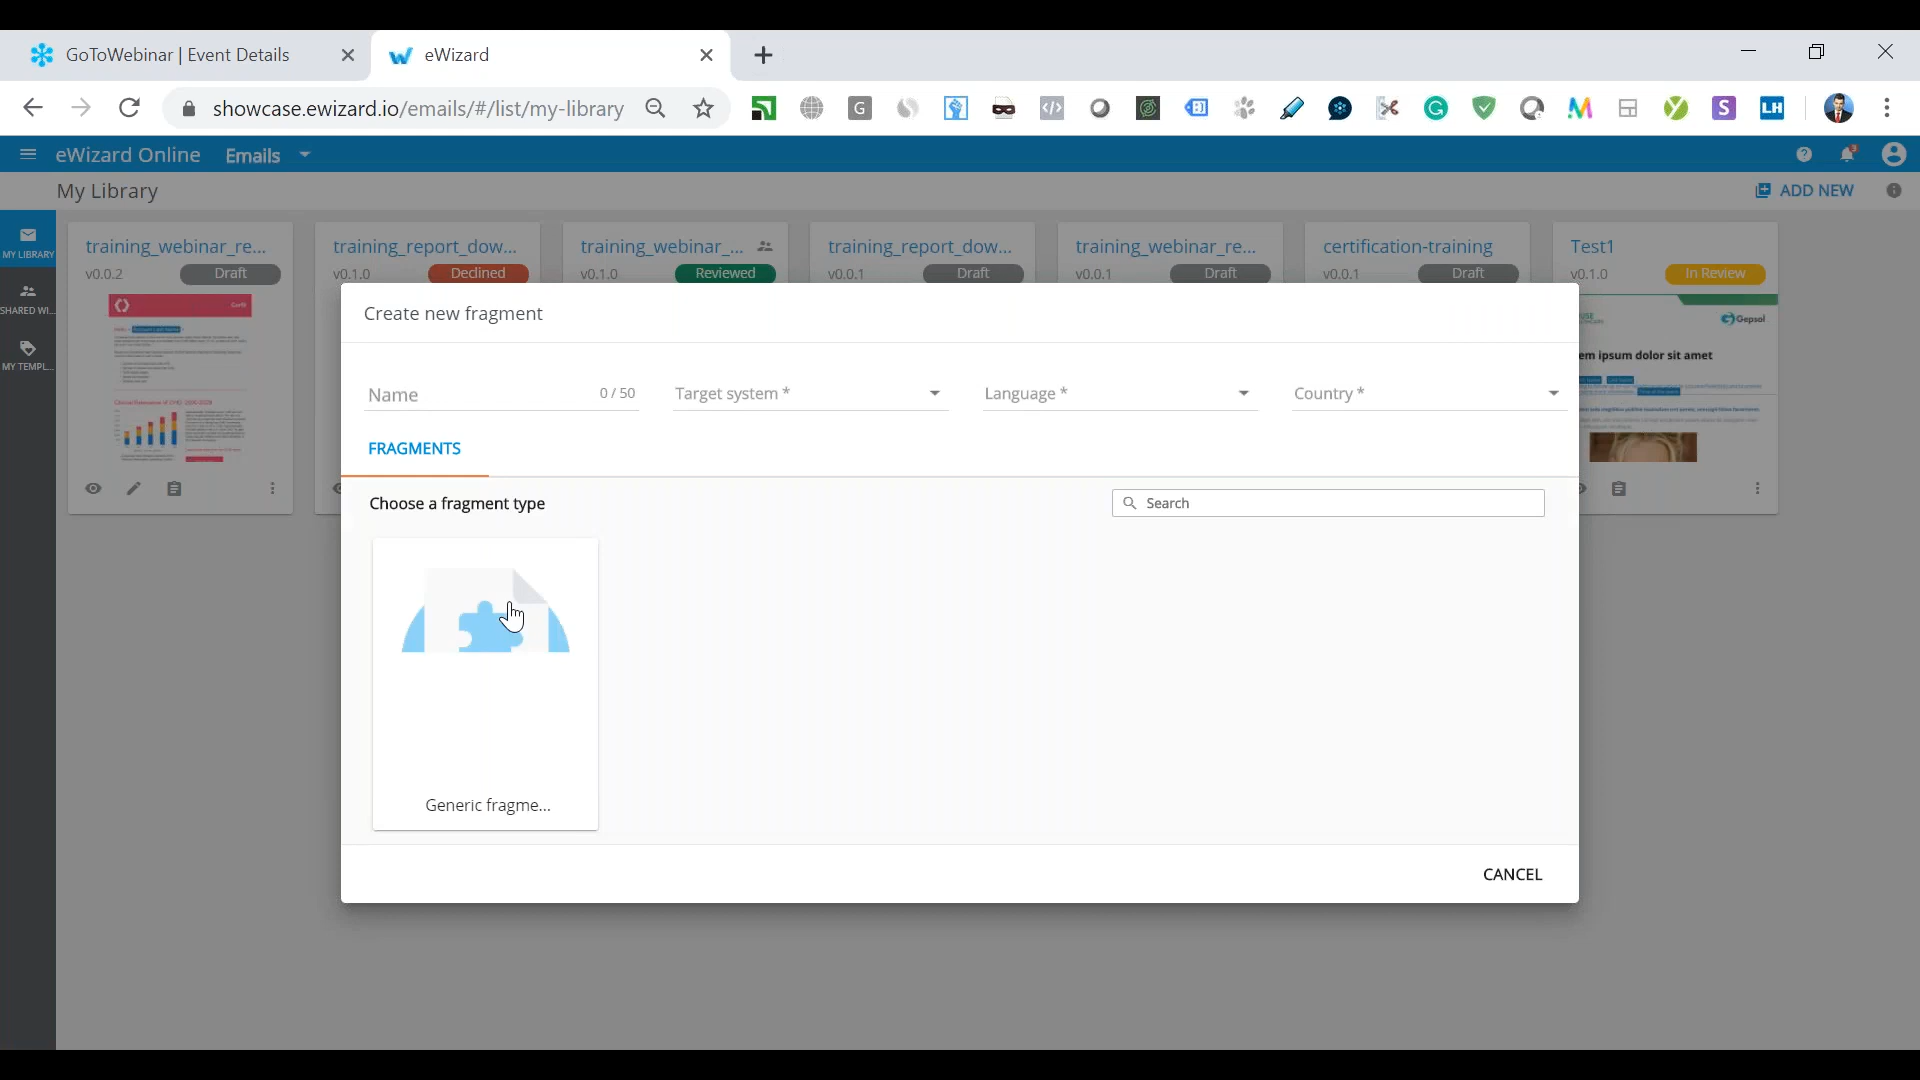 GoToWebinar | Event Details
eWizard
showcase.ewizard.io/emails/#/list/my-library
eWizard Online
Emails
My Library
ADD NEW
MY LIBRARY
SHARED WI...
MY TEMPL...
training_webinar_re...
v0.0.2
Draft
training_report_dow...
v0.1.0
Declined
training_webinar_...
v0.1.0
Reviewed
training_report_dow...
v0.0.1
Draft
training_webinar_re...
v0.0.1
Draft
certification-training
v0.0.1
Draft
Test1
v0.1.0
In Review
Gepsol
em ipsum dolor sit amet
Create new fragment
Name
0 / 50
Target system *
Language *
Country *
FRAGMENTS
Choose a fragment type
Search
Generic fragme...
CANCEL